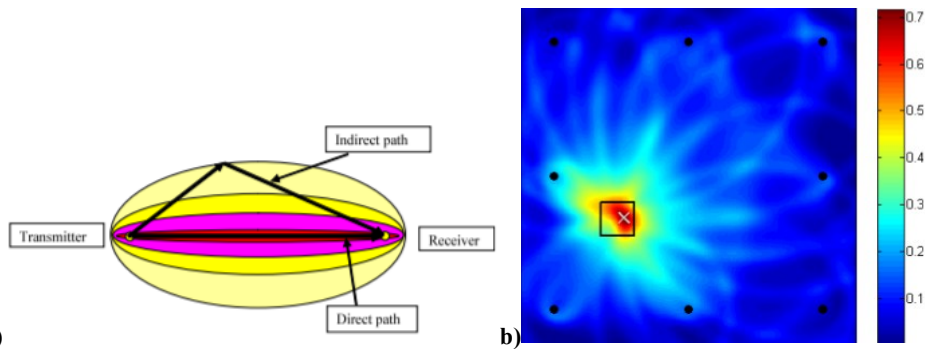 Indirect path
Transmitter
Receiver
Direct path
)
b)
0.7
0.6
0.5
0.4
0.3
0.2
0.1